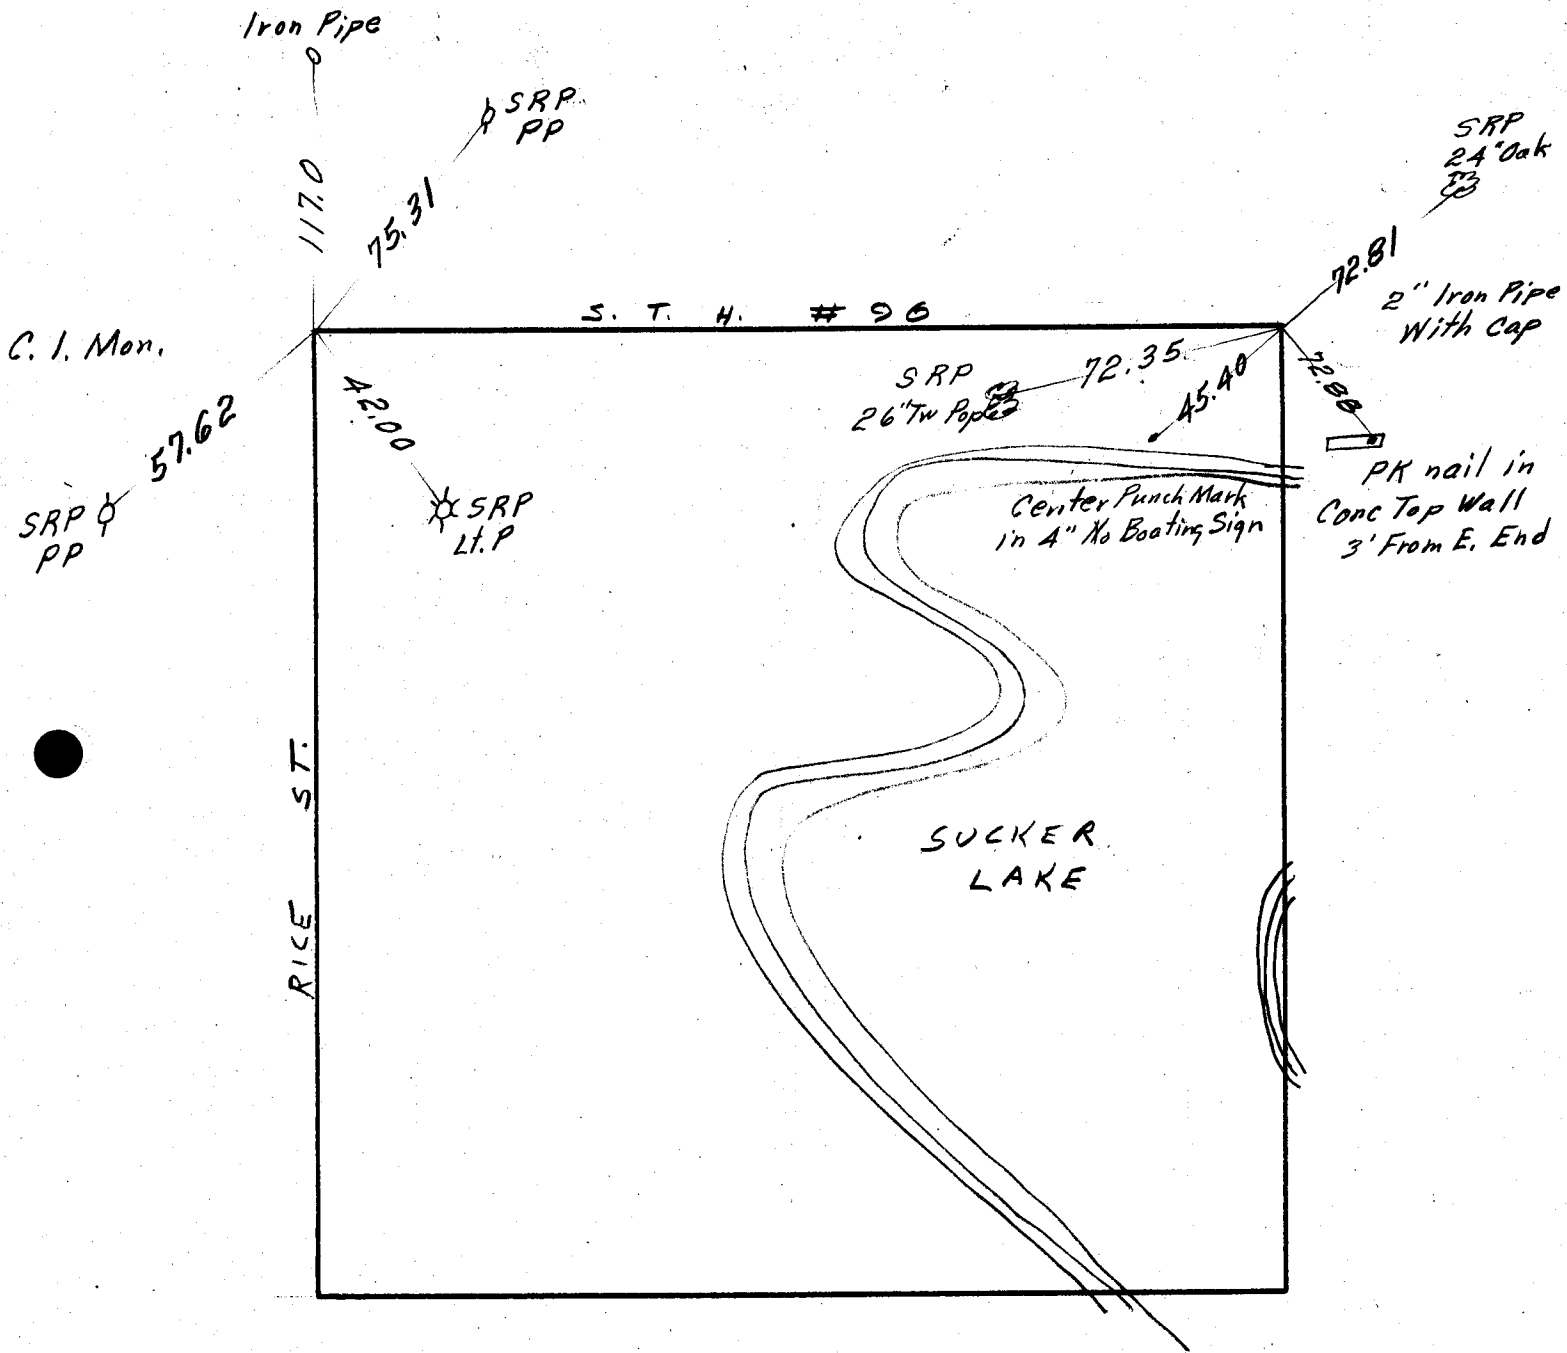 Iron Pipe
117.0
SRP
PP
75.31
SRP
24" Oak
72.81
2" Iron Pipe
With Cap
S. T. H. # 96
C. I. Mon.
57.62
SRP
PP
42.00
SRP
Lt. P
SRP
26" Tw Pople
72.35
45.40
72.88
Center Punch Mark
in 4" No Boating Sign
PK nail in
Conc Top Wall
3' From E. End
RICE ST.
SUCKER
LAKE